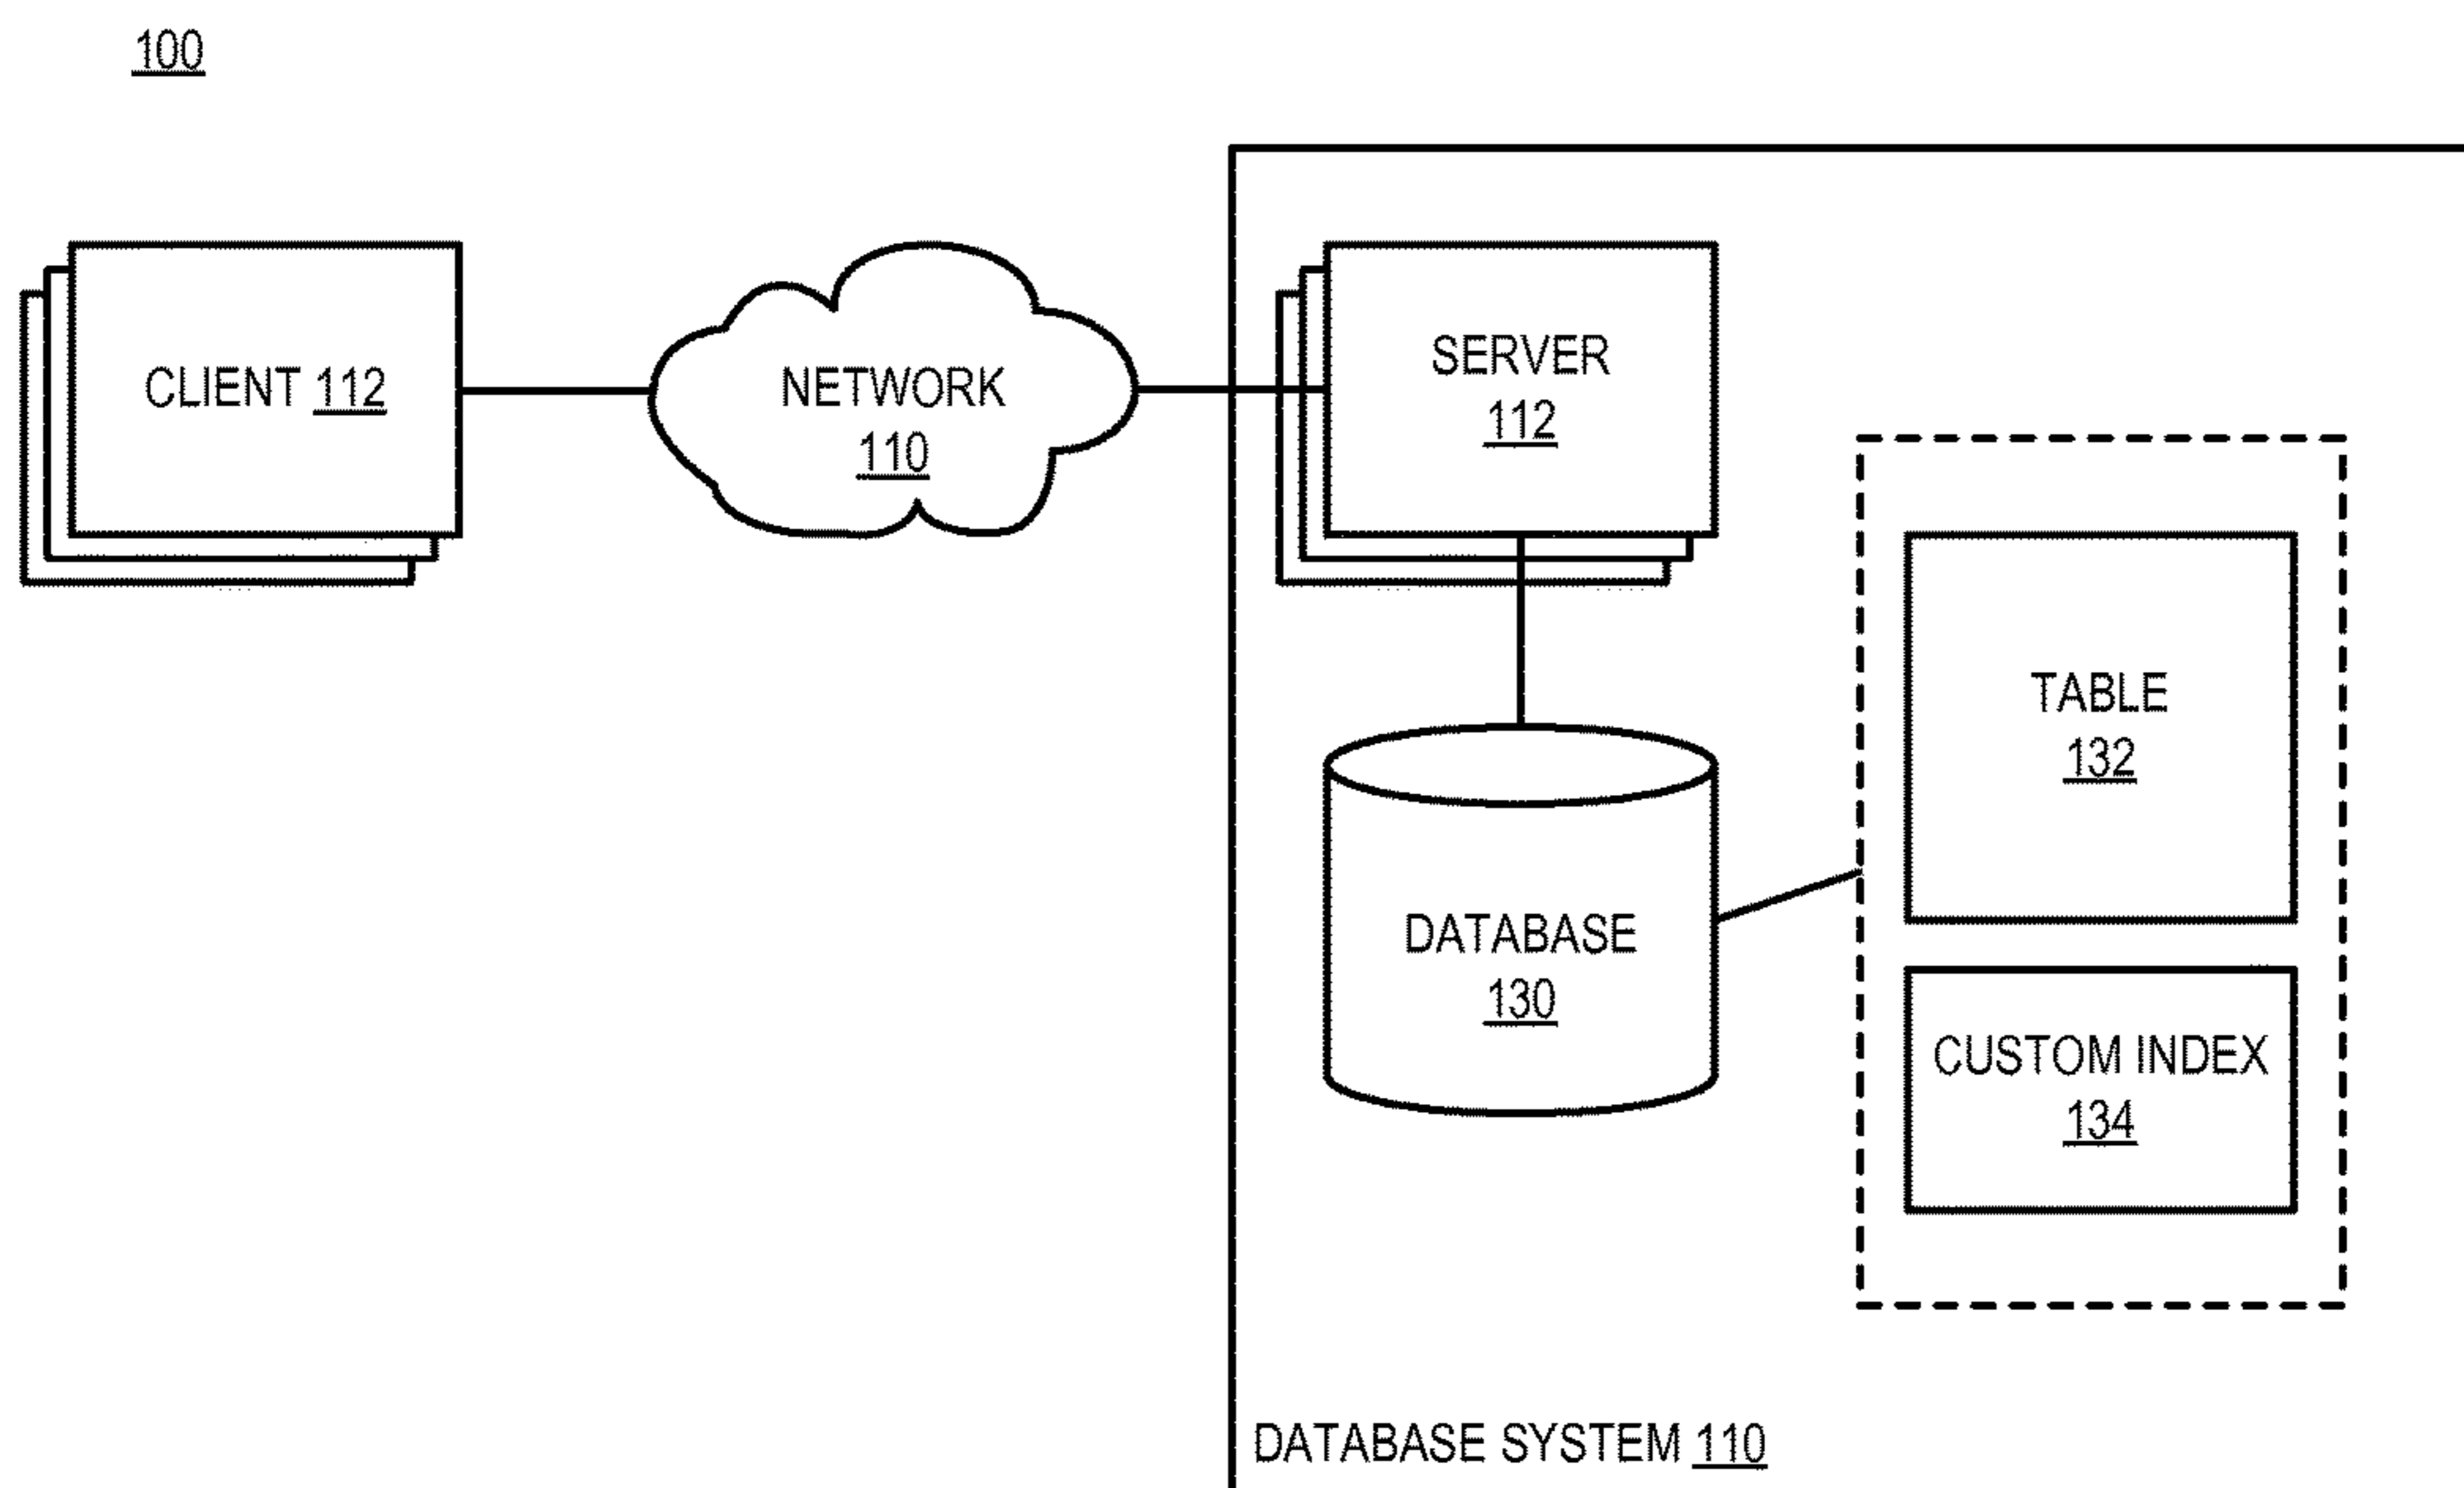 100
CLIENT 112
NETWORK
110
SERVER
112
TABLE
132
DATABASE
130
CUSTOM INDEX
134
DATABASE SYSTEM 110